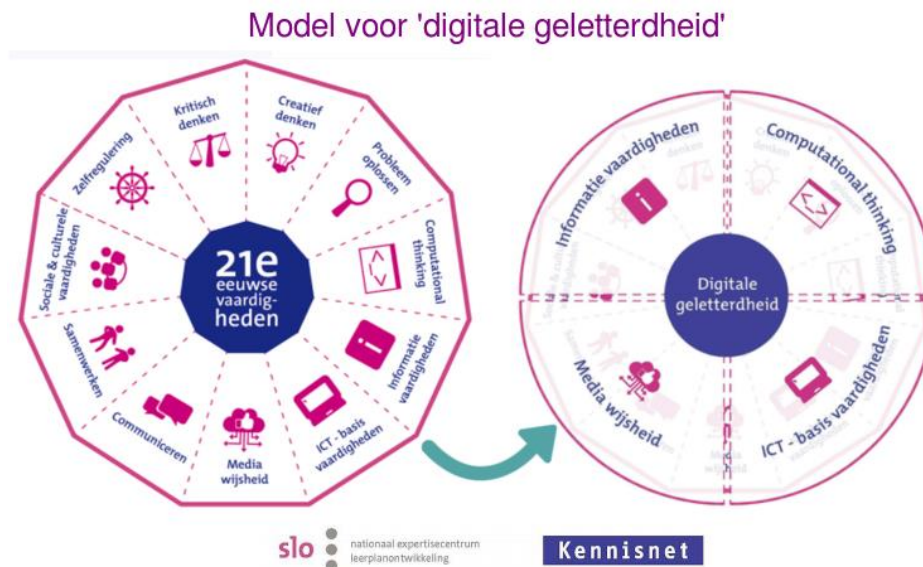 Model voor 'digitale geletterdheid'
Kritisch
denken
Creatief
denken
Probleem
oplossen
Computational
thinking
Informatie
vaardigheden
ICT - basis
vaardigheden
Media
wijsheid
Communiceren
Samenwerken
Sociale & culturele
vaardigheden
Zelfregulering
21e
eeuwse
vaardig-
heden
Informatie vaardigheden
Computational thinking
ICT - basis vaardigheden
Media wijsheid
Digitale
geletterdheid
slo
nationaal expertisecentrum
leerplanontwikkeling
Kennisnet